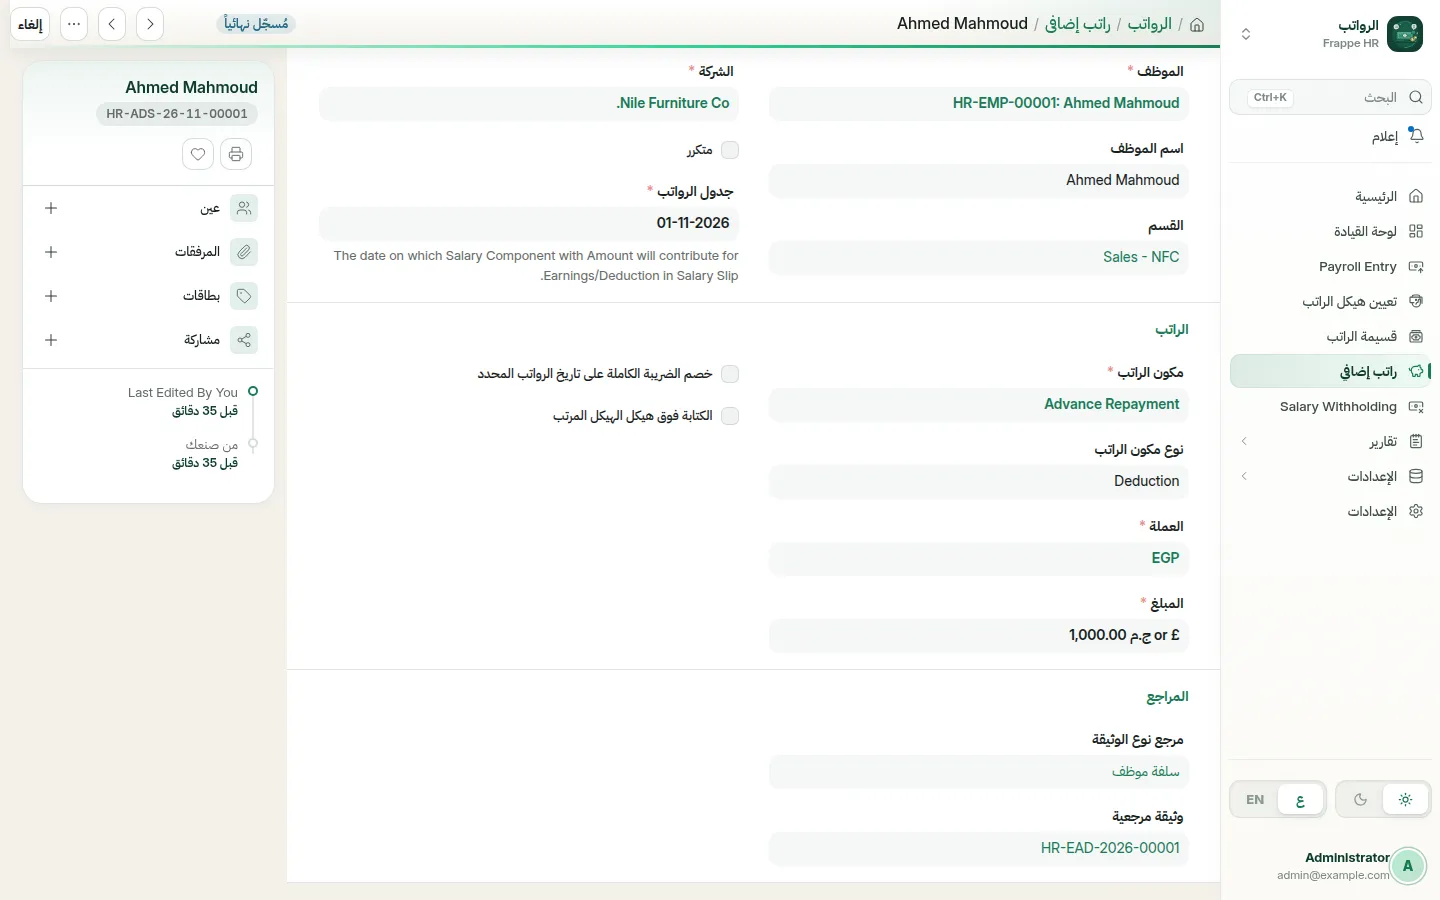 الرواتب
Frappe HR
البحث
Ctrl+K
إعلام
الرئيسية
لوحة القيادة
Payroll Entry
تعيين هيكل الراتب
قسيمة الراتب
راتب إضافي
Salary Withholding
تقارير
الإعدادات
الإعدادات
EN
ع
Administrator
admin@example.com
A
الرواتب / راتب إضافي / Ahmed Mahmoud
مُسجّل نهائياً
إلغاء
الموظف *
HR-EMP-00001: Ahmed Mahmoud
اسم الموظف
Ahmed Mahmoud
القسم
Sales - NFC
الشركة *
Nile Furniture Co.
متكرر
جدول الرواتب *
01-11-2026
The date on which Salary Component with Amount will contribute for
Earnings/Deduction in Salary Slip.
الراتب
مكون الراتب *
Advance Repayment
نوع مكون الراتب
Deduction
العملة *
EGP
المبلغ *
£ or ج.م 1,000.00
خصم الضريبة الكاملة على تاريخ الرواتب المحدد
الكتابة فوق هيكل الهيكل المرتب
المراجع
مرجع نوع الوثيقة
سلفة موظف
وثيقة مرجعية
HR-EAD-2026-00001
Ahmed Mahmoud
HR-ADS-26-11-00001
عين
المرفقات
بطاقات
مشاركة
Last Edited By You
قبل 35 دقائق
من صنعك
قبل 35 دقائق